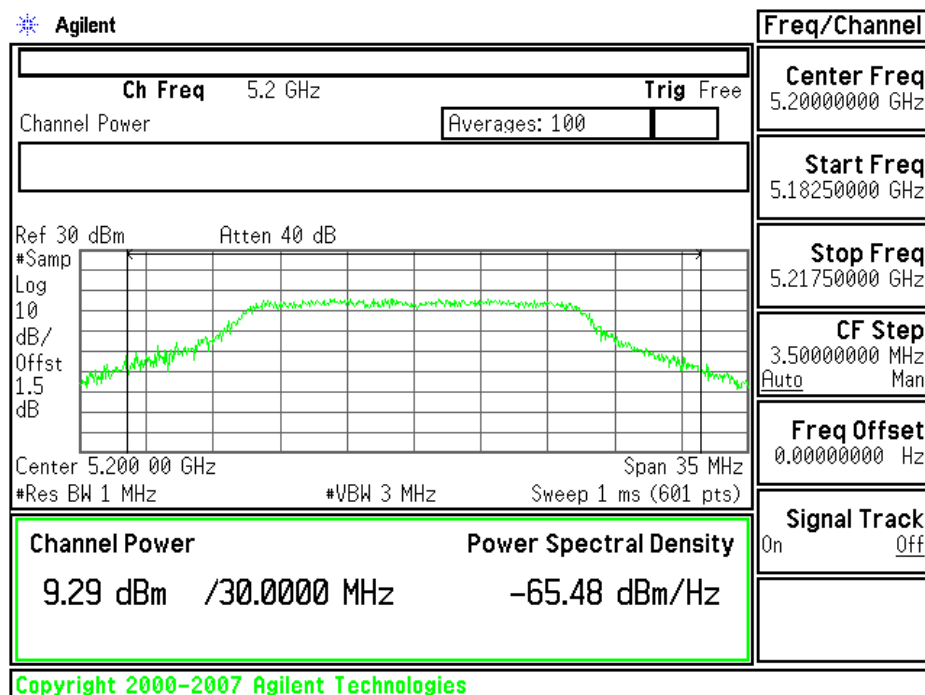 Agilent
Freq/Channel
Ch Freq 5.2 GHz Trig Free
Channel Power Averages: 100
Ref 30 dBm Atten 40 dB
#Samp
Log
10
dB/
Offst
1.5
dB
Center 5.200 00 GHz Span 35 MHz
#Res BW 1 MHz #VBW 3 MHz Sweep 1 ms (601 pts)
Channel Power Power Spectral Density
9.29 dBm /30.0000 MHz -65.48 dBm/Hz
Center Freq
5.20000000 GHz
Start Freq
5.18250000 GHz
Stop Freq
5.21750000 GHz
CF Step
3.50000000 MHz
Auto Man
Freq Offset
0.00000000 Hz
Signal Track
On Off
Copyright 2000-2007 Agilent Technologies